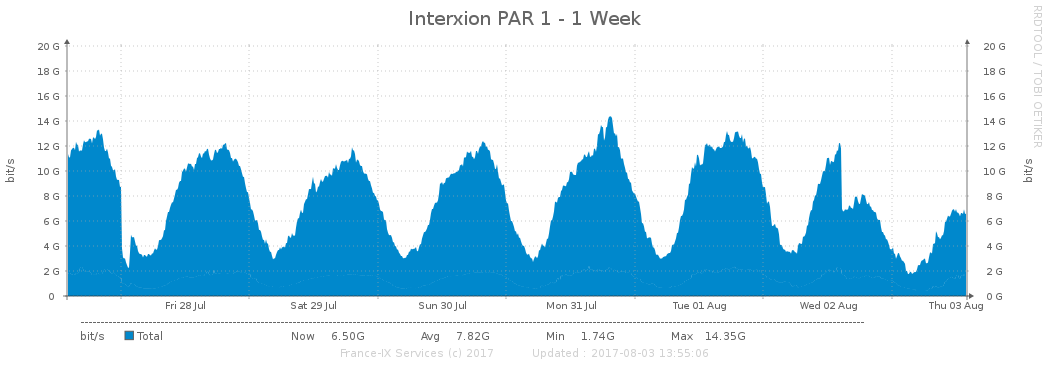 Interxion PAR 1 - 1 Week
RRDTOOL / TOBI OETIKER
20 G 20 G
18 G 18 G
16 G 16 G
14 G 14 G
12 G 12 G
10 G 10 G
8 G 8 G
6 G 6 G
4 G 4 G
2 G 2 G
0 0 G
bit/s bit/s
Fri 28 Jul Sat 29 Jul Sun 30 Jul Mon 31 Jul Tue 01 Aug Wed 02 Aug Thu 03 Aug
bit/s Total Now 6.50G Avg 7.82G Min 1.74G Max 14.35G
France-IX Services (c) 2017 Updated : 2017-08-03 13:55:06